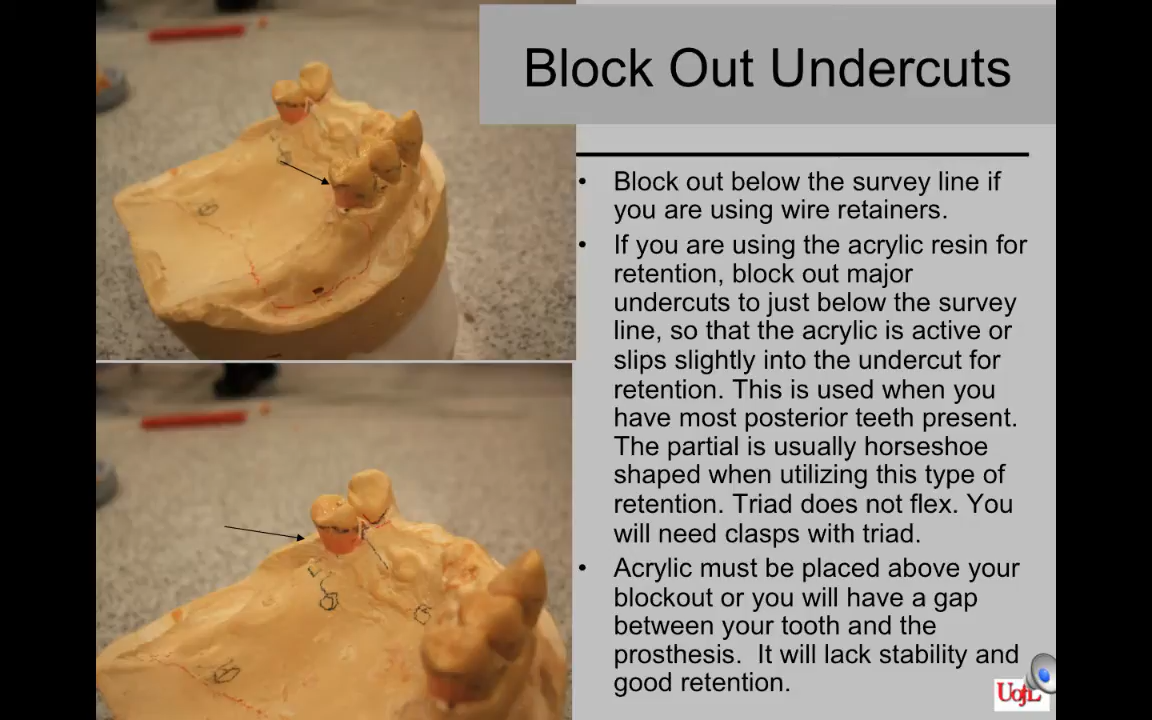 Block Out Undercuts
• Block out below the survey line if
you are using wire retainers.
• If you are using the acrylic resin for
retention, block out major
undercuts to just below the survey
line, so that the acrylic is active or
slips slightly into the undercut for
retention. This is used when you
have most posterior teeth present.
The partial is usually horseshoe
shaped when utilizing this type of
retention. Triad does not flex. You
will need clasps with triad.
• Acrylic must be placed above your
blockout or you will have a gap
between your tooth and the
prosthesis.  It will lack stability and
good retention.
UofL